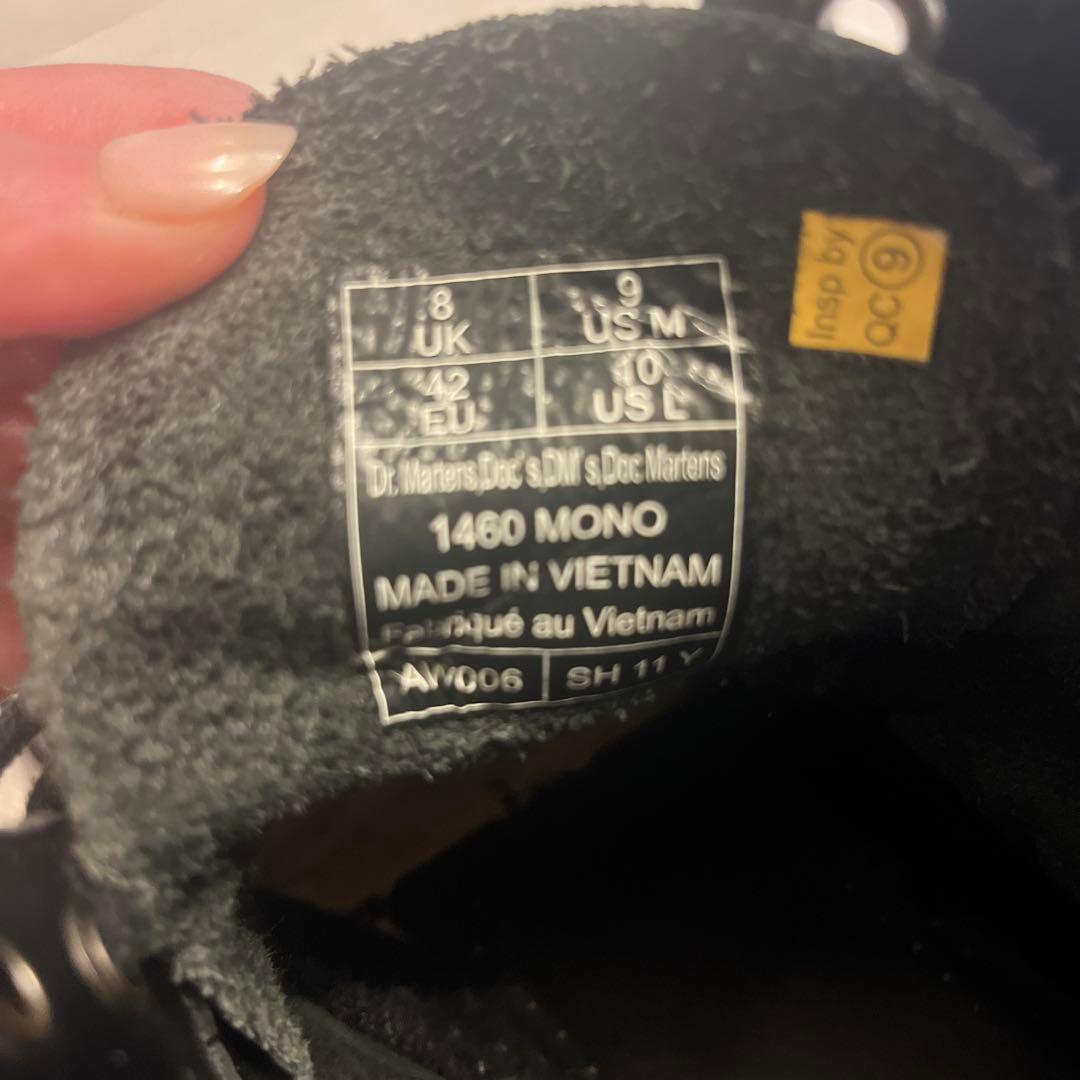 8 9
UK US M
42 10
EU US L
Dr. Martens,Doc's,DM's,Doc Martens
1460 MONO
MADE IN VIETNAM
Fabriqué au Vietnam
AW006 SH 11 Y
Insp by
QC 9